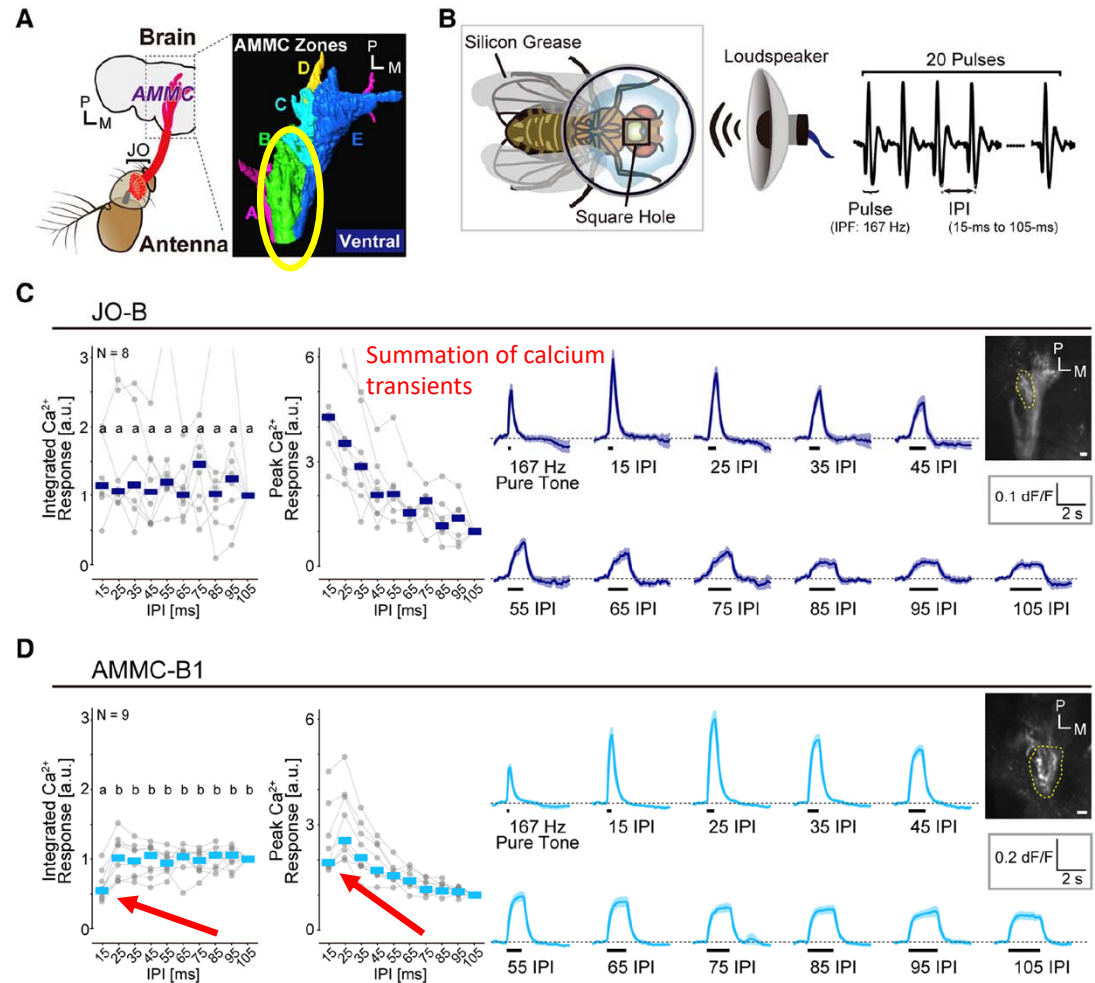 A
Brain
AMMC
P
M
JO
Antenna
AMMC Zones
P
M
D
C
B
E
A
Ventral
B
Silicon Grease
Square Hole
Loudspeaker
20 Pulses
Pulse
(IPF: 167 Hz)
IPI
(15-ms to 105-ms)
C
JO-B
N = 8
Integrated Ca²⁺
Response [a.u.]
3
2
1
0
a a a a a a a a a a
15 25 35 45 55 65 75 85 95 105
IPI [ms]
Peak Ca²⁺
Response [a.u.]
6
4
2
0
15 25 35 45 55 65 75 85 95 105
IPI [ms]
Summation of calcium
transients
167 Hz
Pure Tone
15 IPI
25 IPI
35 IPI
45 IPI
55 IPI
65 IPI
75 IPI
85 IPI
95 IPI
105 IPI
P
M
0.1 dF/F
2 s
D
AMMC-B1
N = 9
Integrated Ca²⁺
Response [a.u.]
3
2
1
0
a b b b b b b b b b
15 25 35 45 55 65 75 85 95 105
IPI [ms]
Peak Ca²⁺
Response [a.u.]
6
4
2
0
15 25 35 45 55 65 75 85 95 105
IPI [ms]
167 Hz
Pure Tone
15 IPI
25 IPI
35 IPI
45 IPI
55 IPI
65 IPI
75 IPI
85 IPI
95 IPI
105 IPI
P
M
0.2 dF/F
2 s